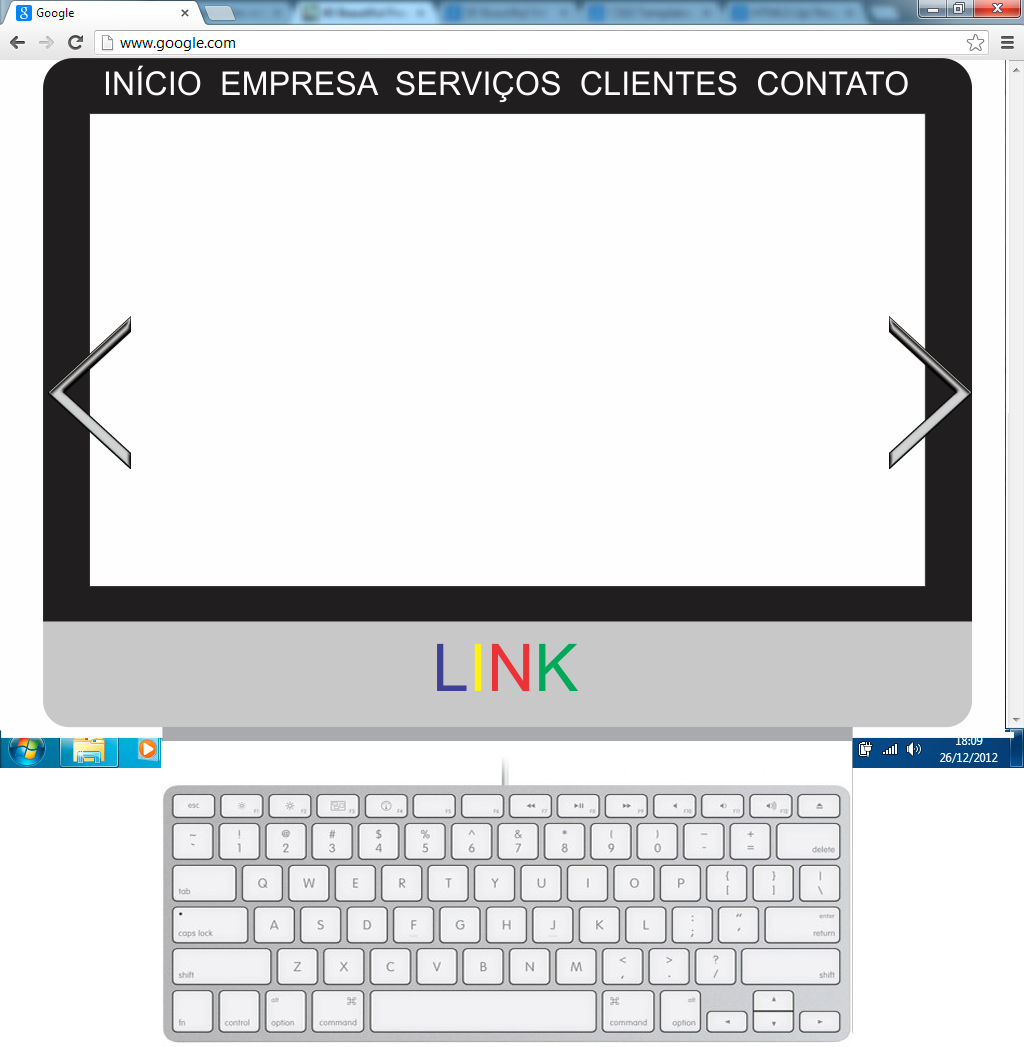 Google
www.google.com
INÍCIO EMPRESA SERVIÇOS CLIENTES CONTATO
LINK
18:09
26/12/2012
esc F1 F2 F3 F4 F5 F6 F7 F8 F9 F10 F11 F12
~ ! @ # $ % ^ & * ( ) — +
` 1 2 3 4 5 6 7 8 9 0 - = delete
tab Q W E R T Y U I O P { [ } ] | \
caps lock A S D F G H J K L : ; " ' enter return
shift Z X C V B N M < , > . ? / shift
fn control alt option ⌘ command ⌘ command alt option